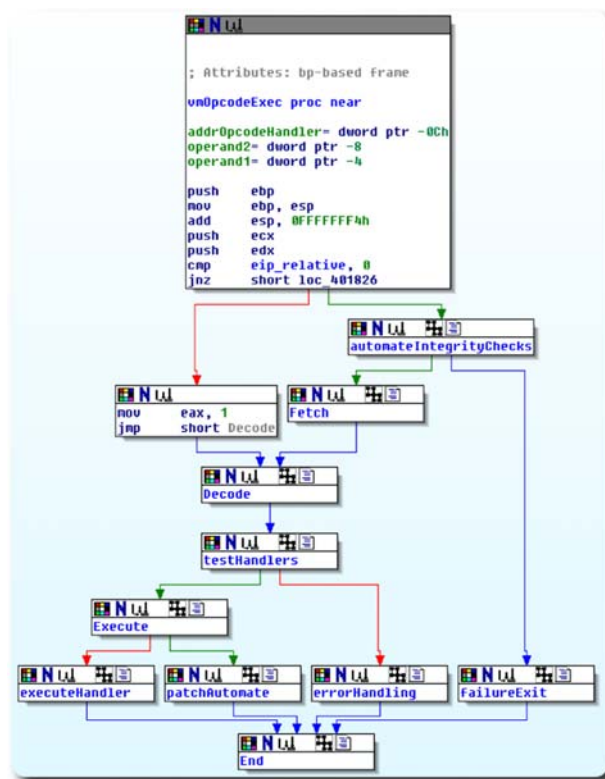 ; Attributes: bp-based frame
vmOpcodeExec proc near
addrOpcodeHandler= dword ptr -0Ch
operand2= dword ptr -8
operand1= dword ptr -4
push ebp
mov ebp, esp
add esp, 0FFFFFFF4h
push ecx
push edx
cmp eip_relative, 0
jnz short loc_401826
automateIntegrityChecks
mov eax, 1
jmp short Decode
Fetch
Decode
testHandlers
Execute
executeHandler
patchAutomate
errorHandling
failureExit
End